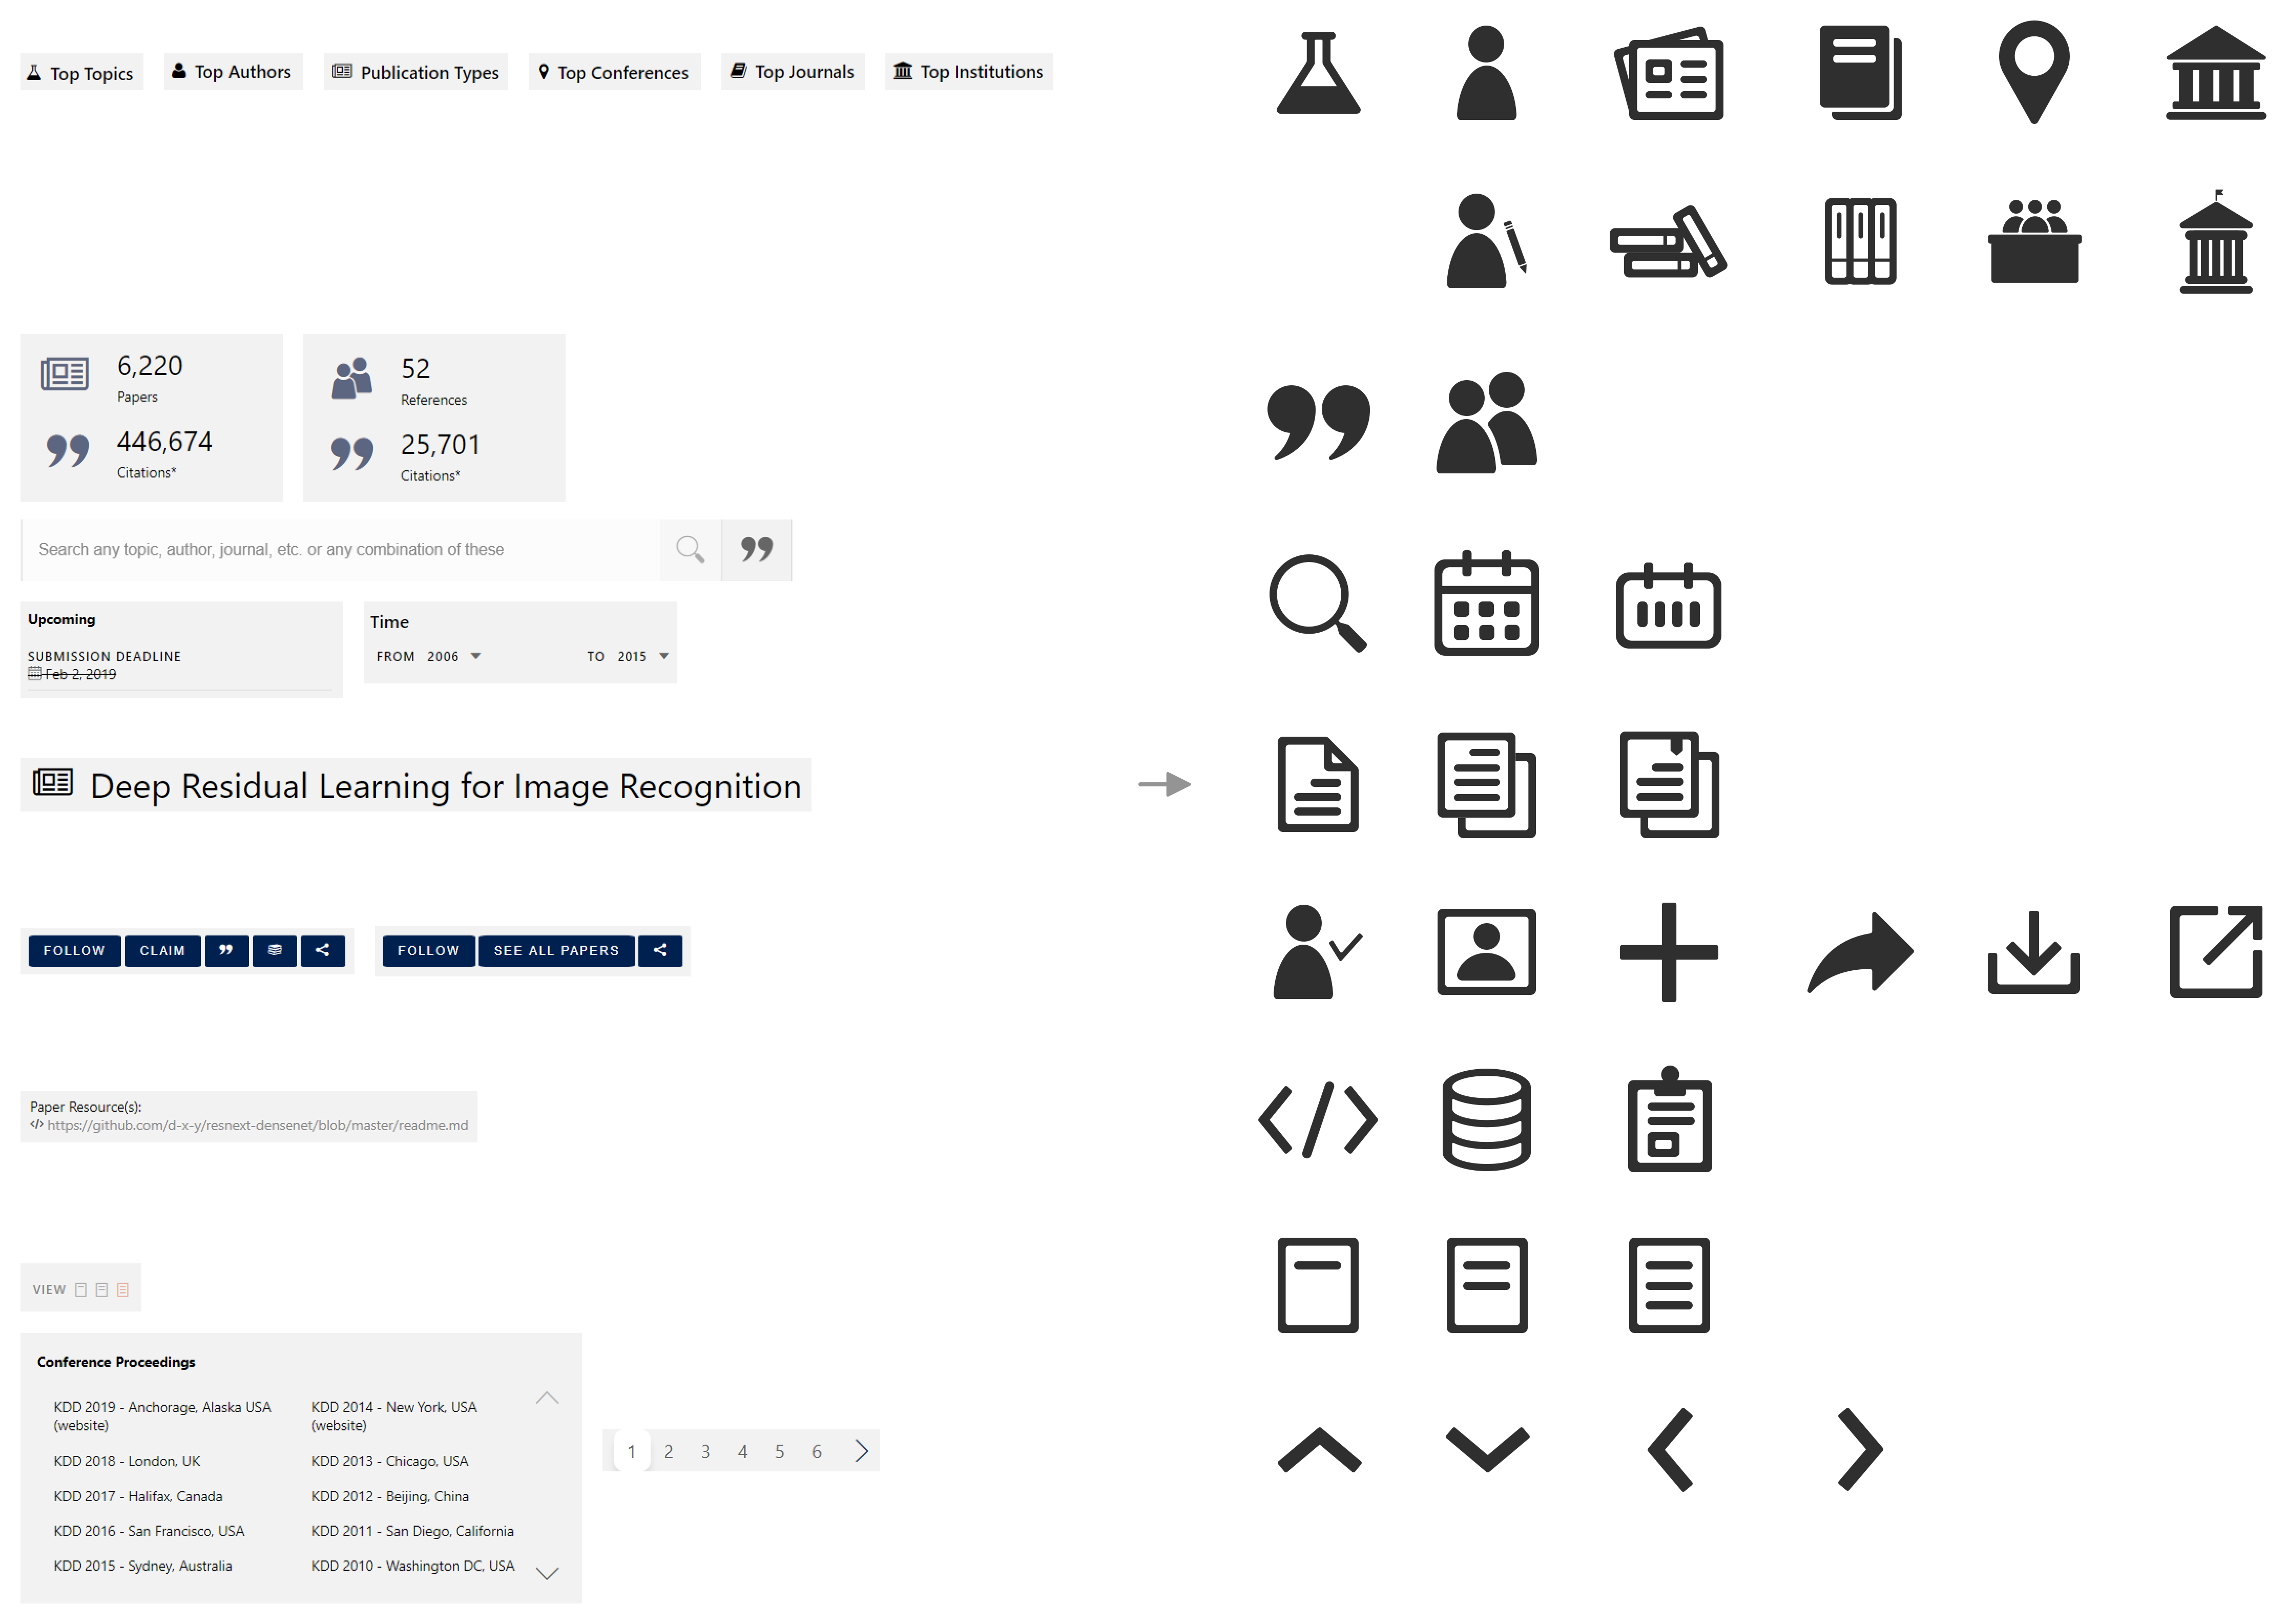 Top Topics
Top Authors
Publication Types
Top Conferences
Top Journals
Top Institutions
6,220
Papers
446,674
Citations*
52
References
25,701
Citations*
Search any topic, author, journal, etc. or any combination of these
Upcoming
SUBMISSION DEADLINE
Feb 2, 2019
Time
FROM 2006
TO 2015
Deep Residual Learning for Image Recognition
FOLLOW
CLAIM
FOLLOW
SEE ALL PAPERS
Paper Resource(s):
</> https://github.com/d-x-y/resnext-densenet/blob/master/readme.md
VIEW
Conference Proceedings
KDD 2019 - Anchorage, Alaska USA
(website)
KDD 2018 - London, UK
KDD 2017 - Halifax, Canada
KDD 2016 - San Francisco, USA
KDD 2015 - Sydney, Australia
KDD 2014 - New York, USA
(website)
KDD 2013 - Chicago, USA
KDD 2012 - Beijing, China
KDD 2011 - San Diego, California
KDD 2010 - Washington DC, USA
1 2 3 4 5 6